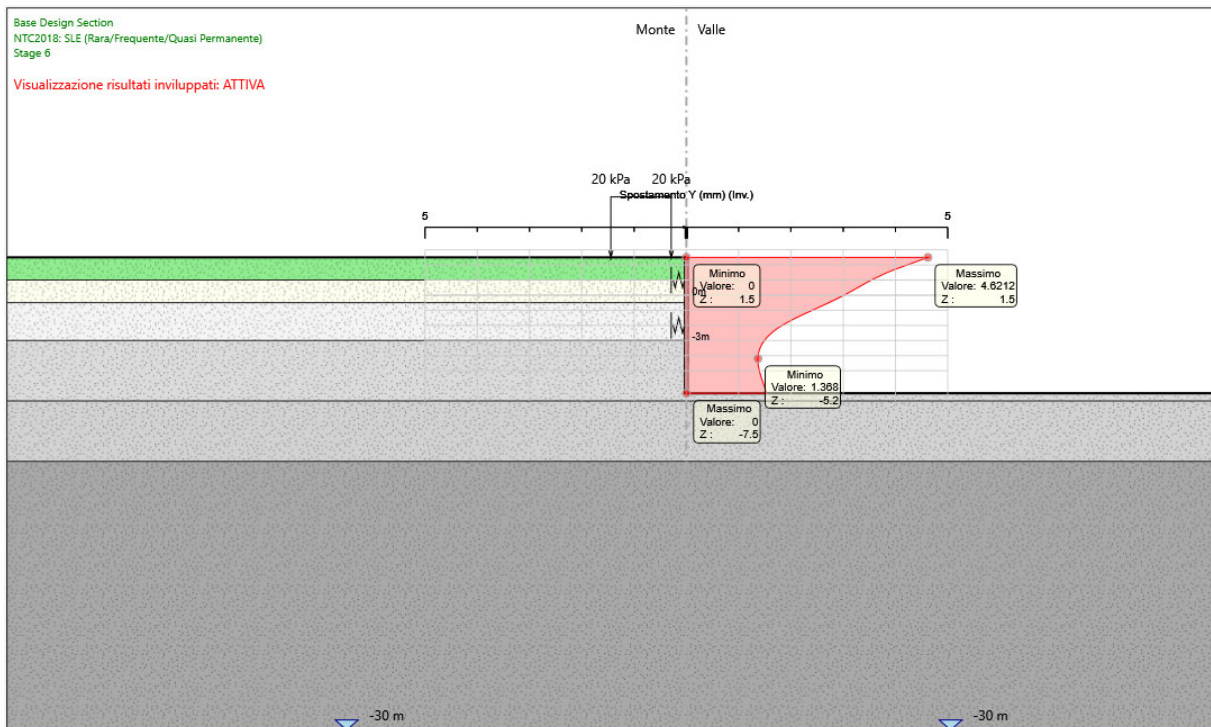 Base Design Section
NTC2018: SLE (Rara/Frequente/Quasi Permanente)
Stage 6
Visualizzazione risultati inviluppati: ATTIVA
Monte
Valle
20 kPa
20 kPa
Spostamento Y (mm) (Inv.)
5
5
Minimo
Valore: 0
Z : 1.5
Massimo
Valore: 4.6212
Z : 1.5
0m
-3m
Minimo
Valore: 1.368
Z : -5.2
Massimo
Valore: 0
Z : -7.5
-30 m
-30 m